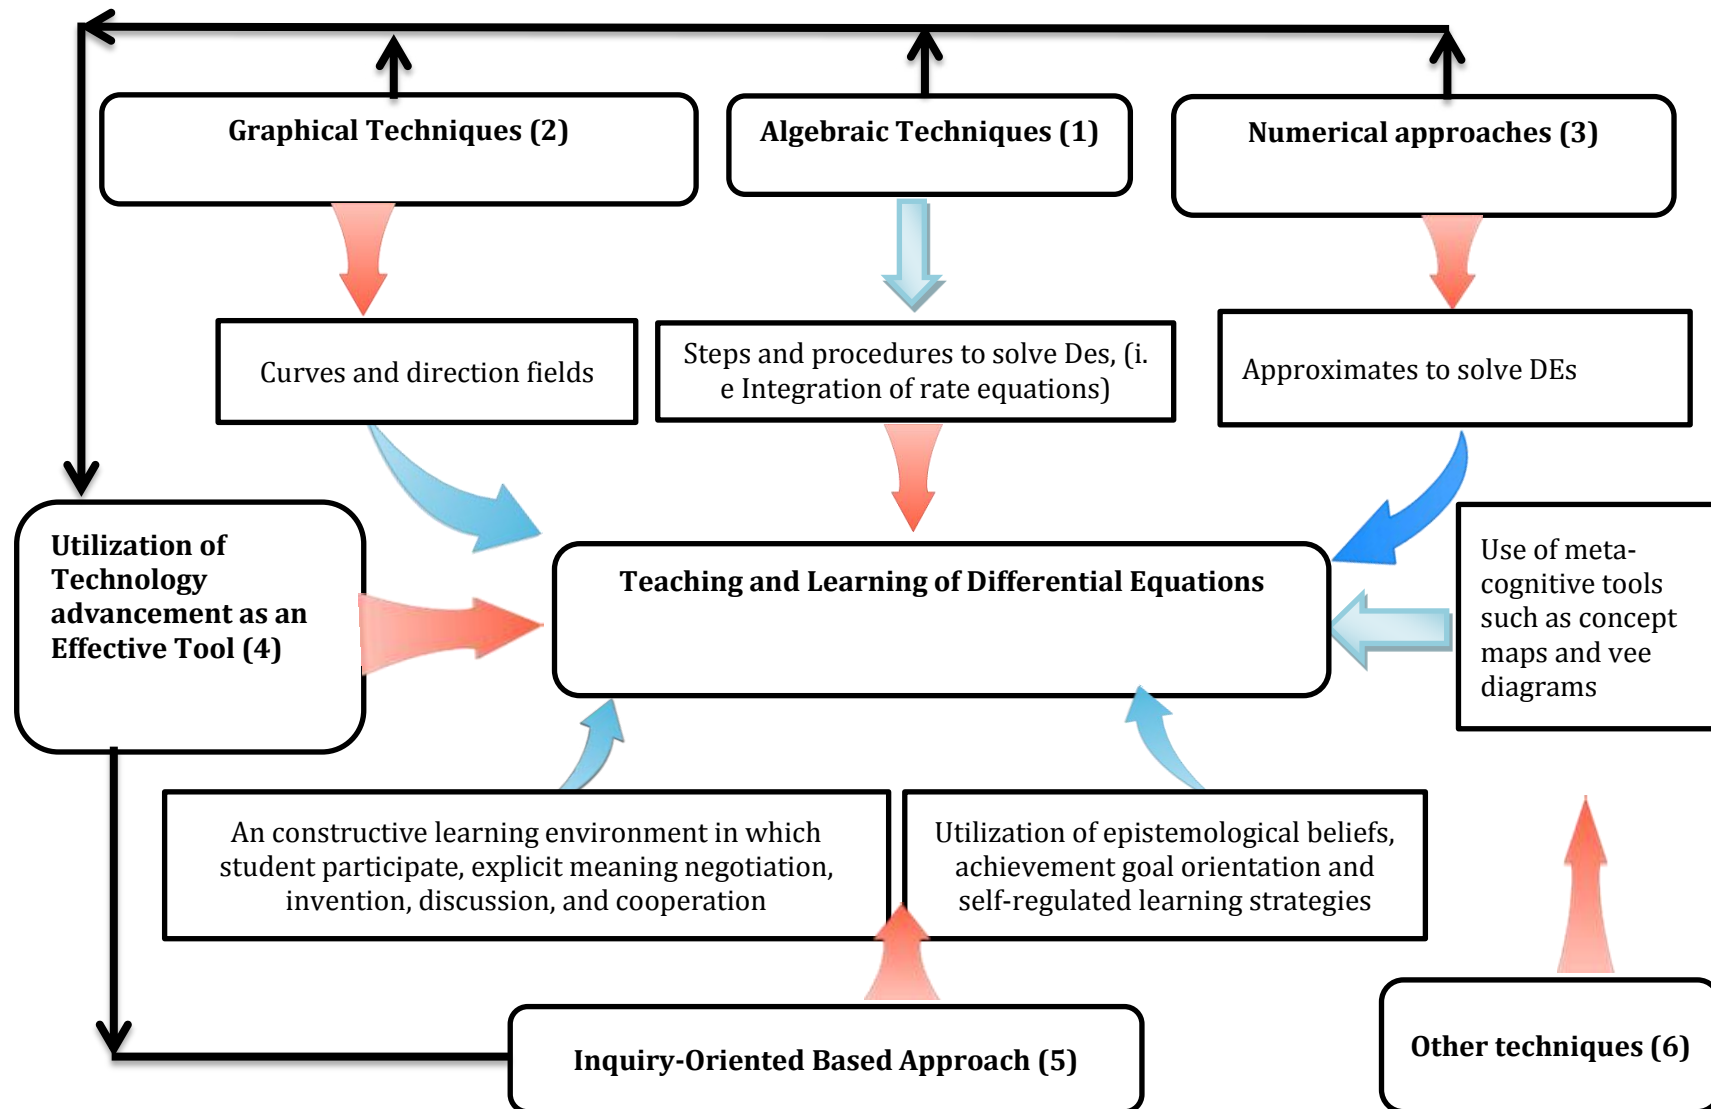 Graphical Techniques (2)
Algebraic Techniques (1)
Numerical approaches (3)
Curves and direction fields
Steps and procedures to solve Des, (i.
e Integration of rate equations)
Approximates to solve DEs
Utilization of
Technology
advancement as an
Effective Tool (4)
Teaching and Learning of Differential Equations
Use of meta-
cognitive tools
such as concept
maps and vee
diagrams
An constructive learning environment in which
student participate, explicit meaning negotiation,
invention, discussion, and cooperation
Utilization of epistemological beliefs,
achievement goal orientation and
self-regulated learning strategies
Inquiry-Oriented Based Approach (5)
Other techniques (6)